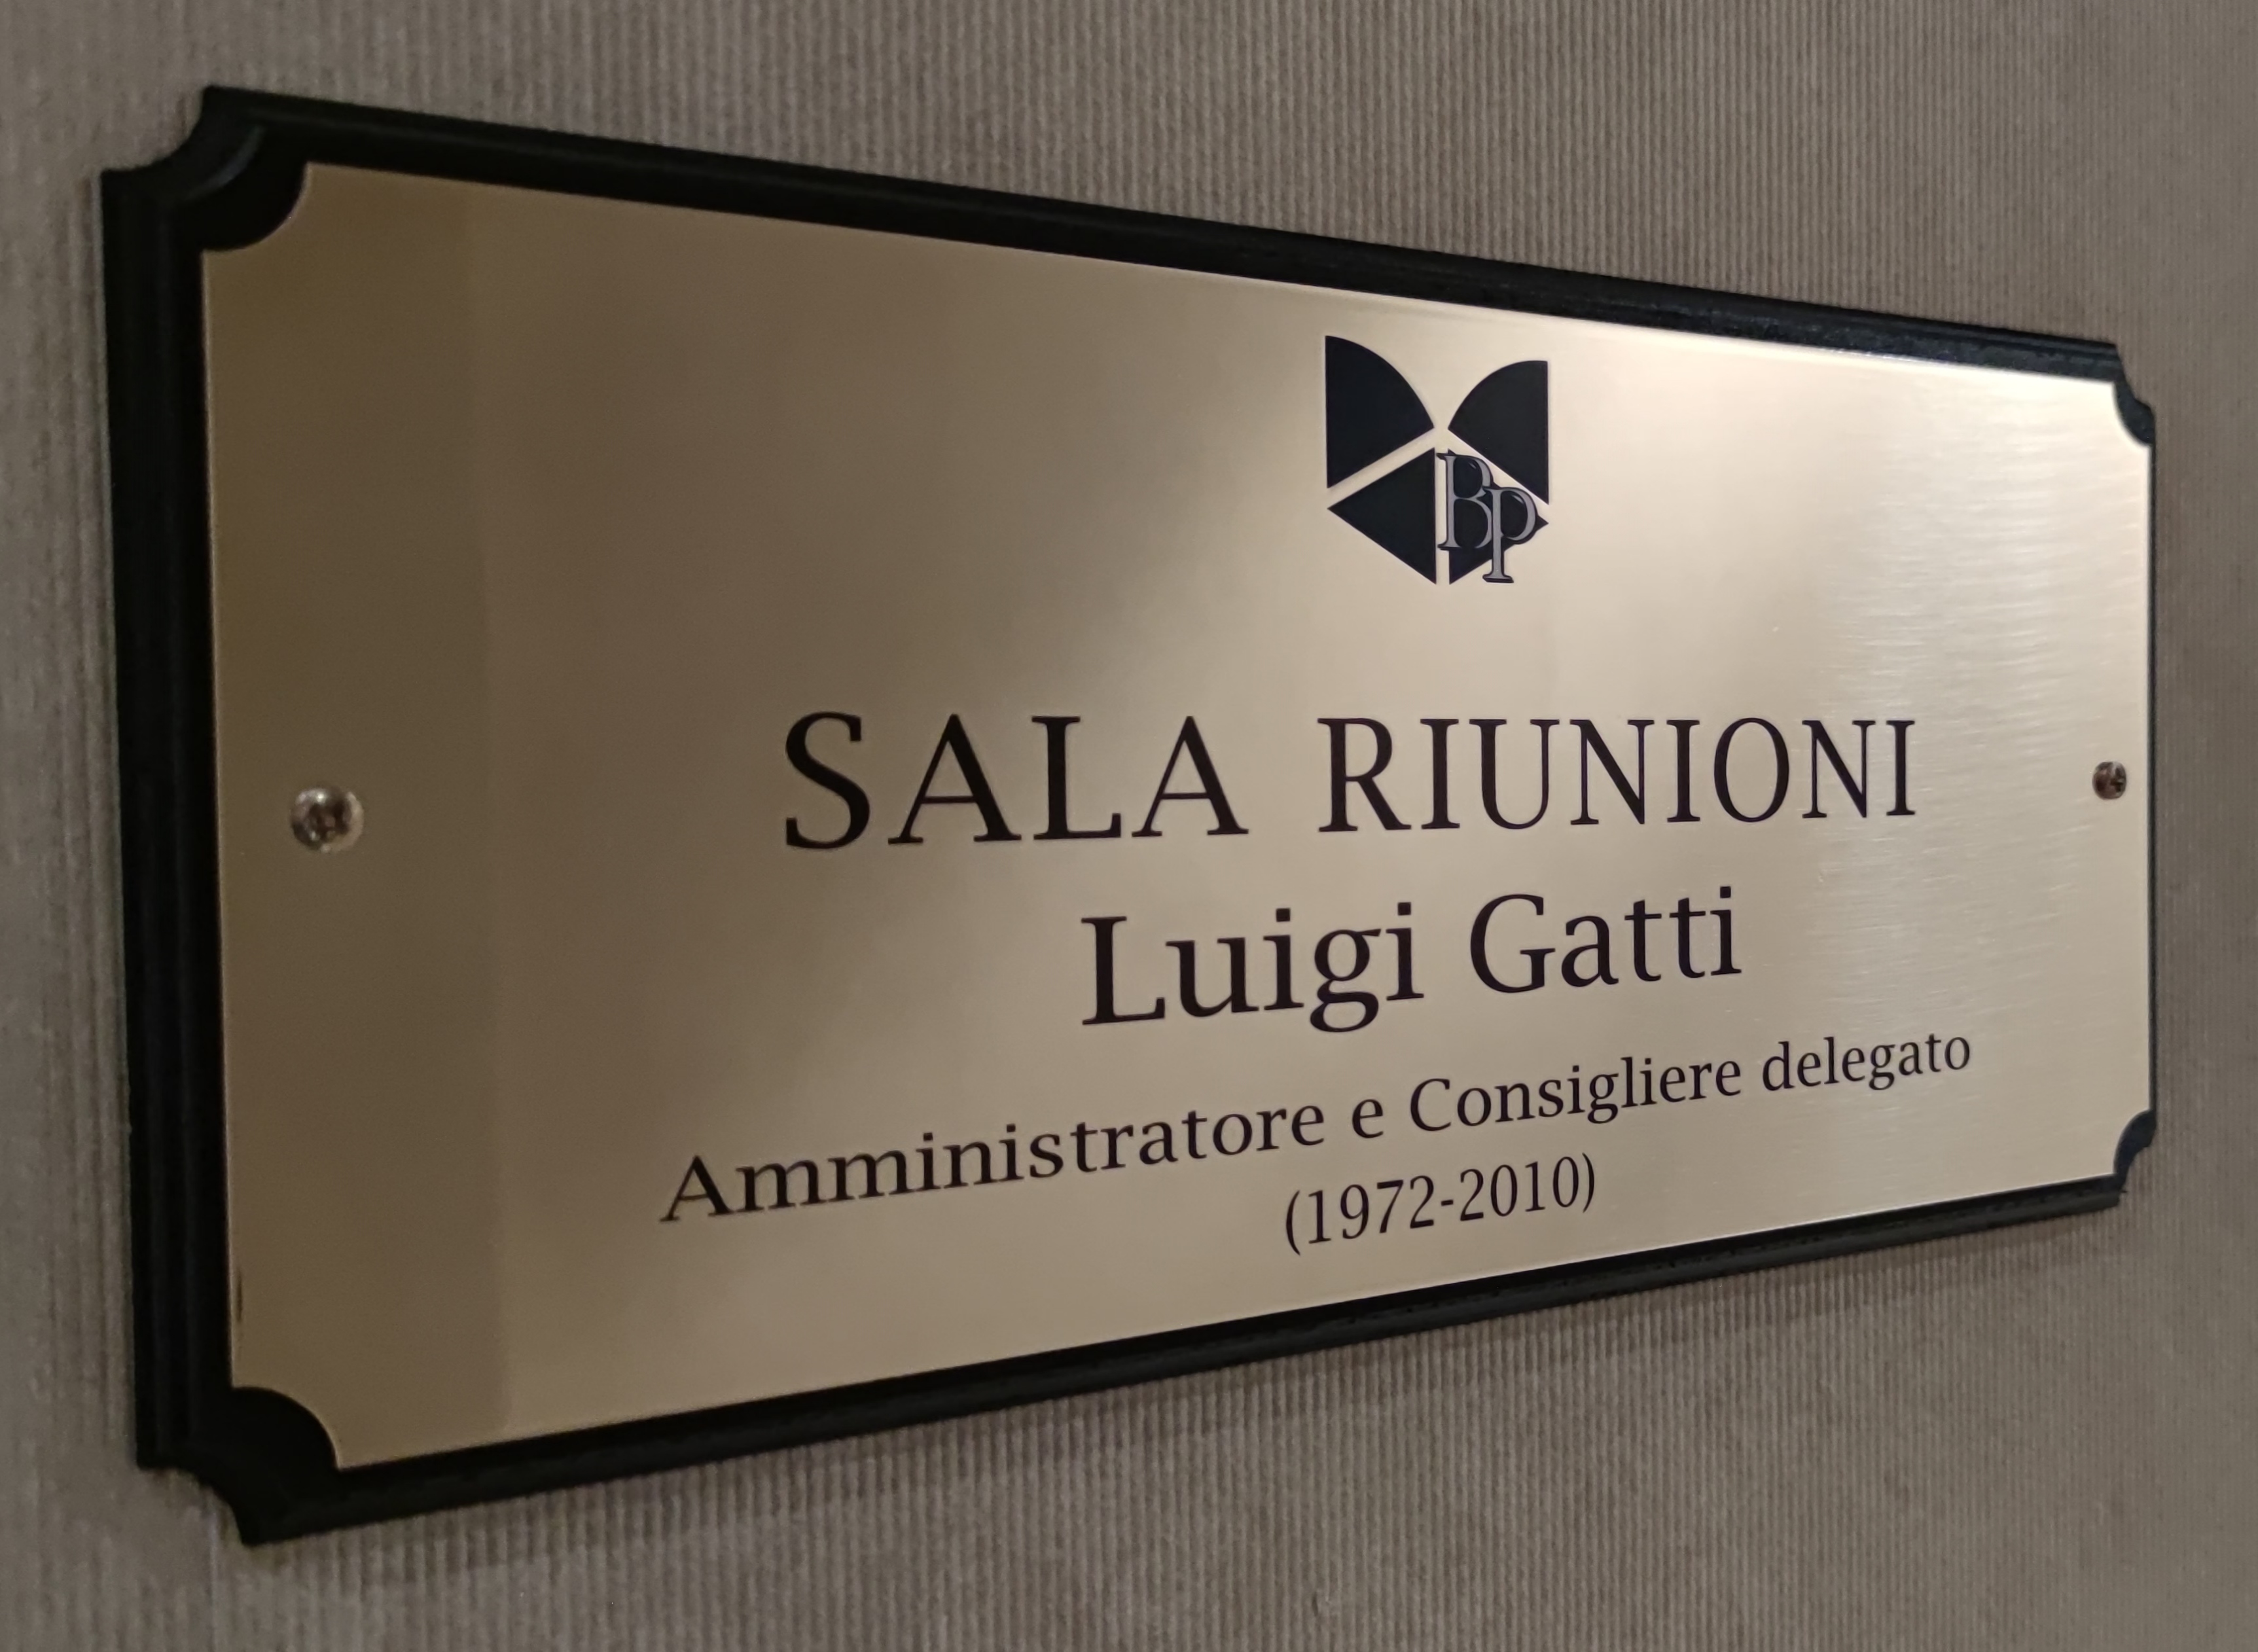 BP
SALA RIUNIONI
Luigi Gatti
Amministratore e Consigliere delegato
(1972-2010)